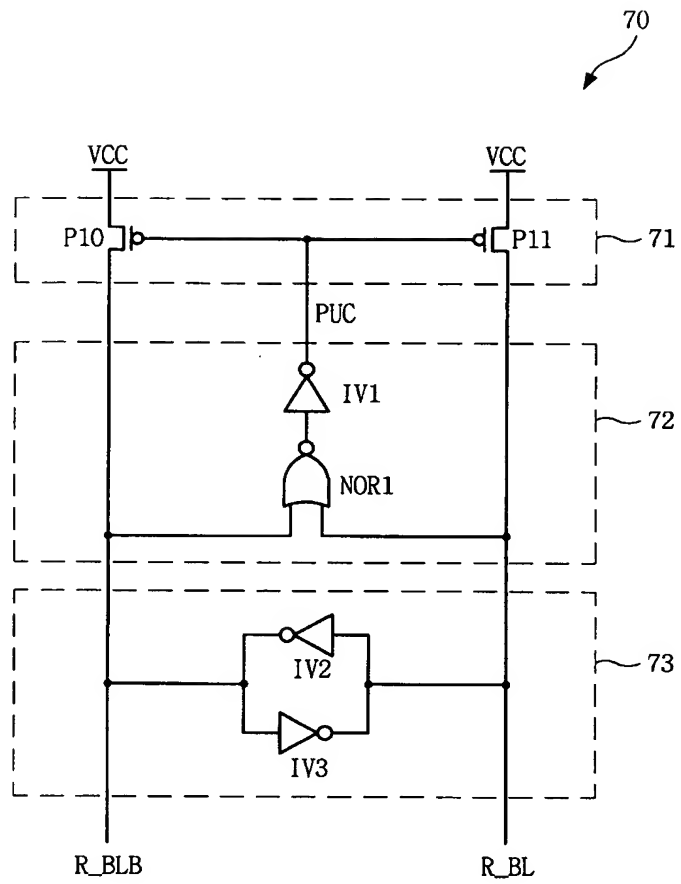 70
VCC
VCC
P10
P11
71
PUC
IV1
72
NOR1
IV2
73
IV3
R_BLB
R_BL